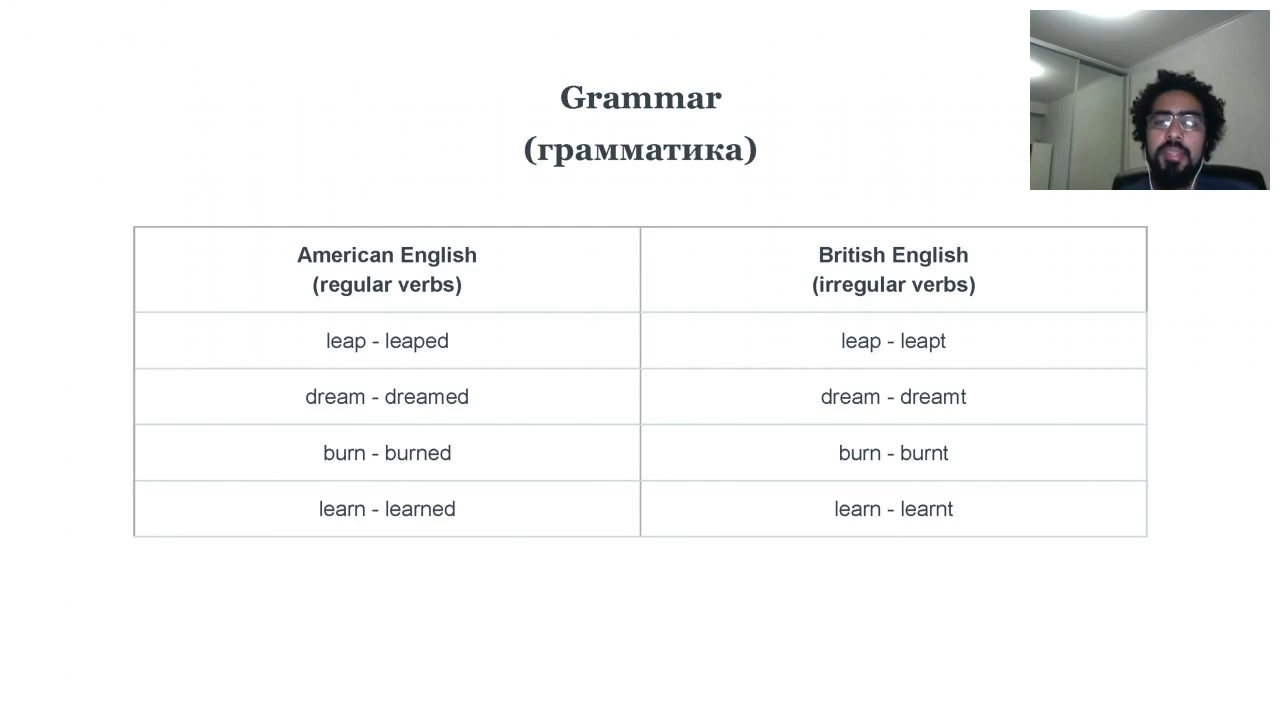 Grammar
(грамматика)
American English
(regular verbs)
British English
(irregular verbs)
leap - leaped
leap - leapt
dream - dreamed
dream - dreamt
burn - burned
burn - burnt
learn - learned
learn - learnt